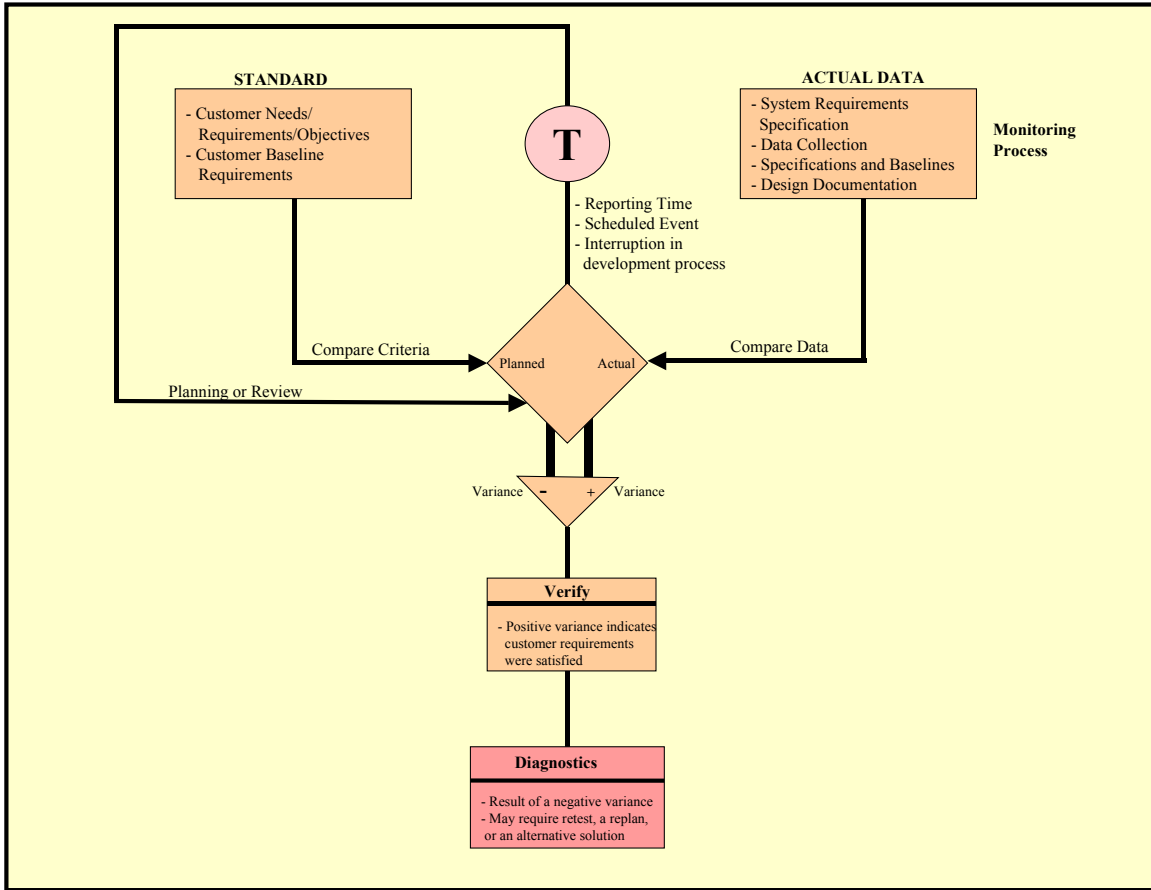 STANDARD
- Customer Needs/
Requirements/Objectives
- Customer Baseline
Requirements
T
- Reporting Time
- Scheduled Event
- Interruption in
development process
ACTUAL DATA
- System Requirements
Specification
- Data Collection
- Specifications and Baselines
- Design Documentation
Monitoring
Process
Compare Criteria
Planned
Actual
Compare Data
Planning or Review
Variance
-
+
Variance
Verify
- Positive variance indicates
customer requirements
were satisfied
Diagnostics
- Result of a negative variance
- May require retest, a replan,
or an alternative solution